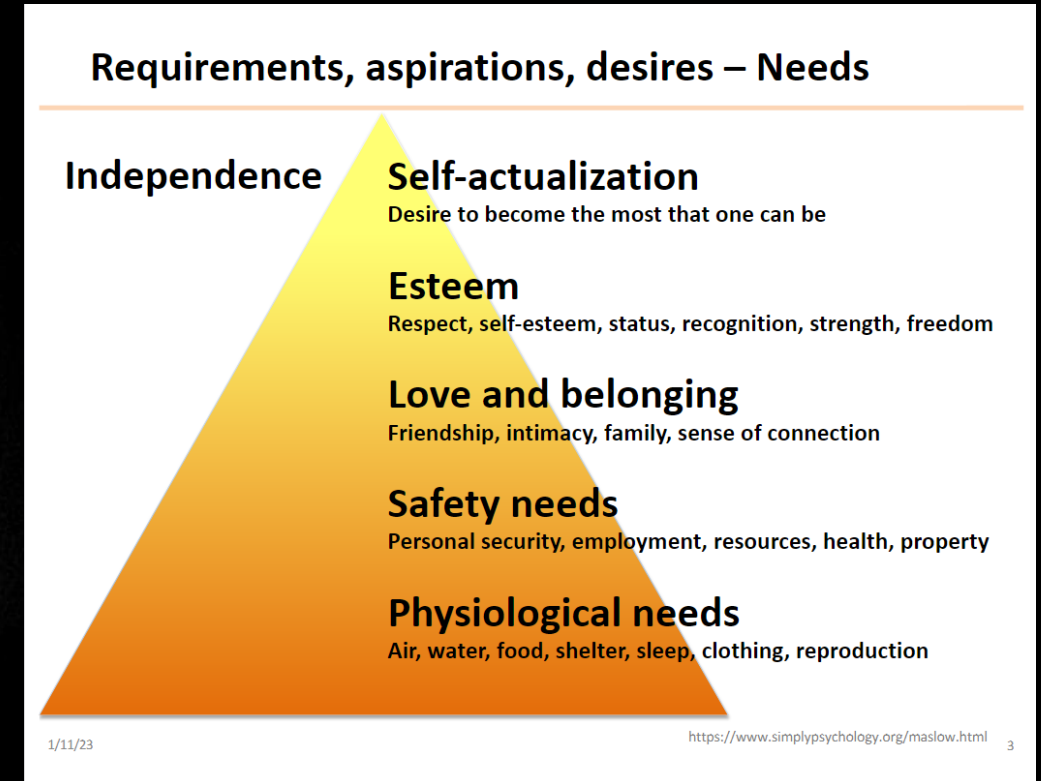 Requirements, aspirations, desires – Needs
Independence
Self-actualization
Desire to become the most that one can be
Esteem
Respect, self-esteem, status, recognition, strength, freedom
Love and belonging
Friendship, intimacy, family, sense of connection
Safety needs
Personal security, employment, resources, health, property
Physiological needs
Air, water, food, shelter, sleep, clothing, reproduction
https://www.simplypsychology.org/maslow.html
1/11/23
3